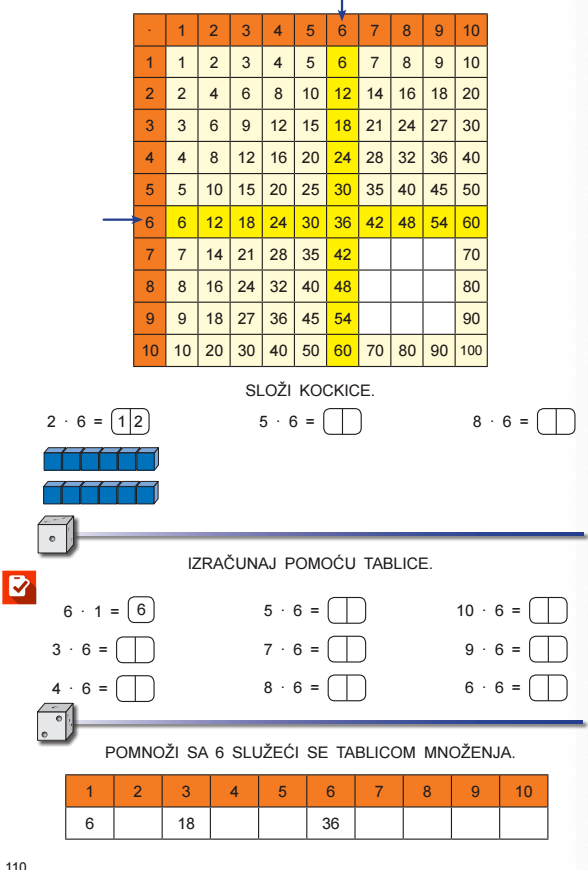 · 1 2 3 4 5 6 7 8 9 10
1 1 2 3 4 5 6 7 8 9 10
2 2 4 6 8 10 12 14 16 18 20
3 3 6 9 12 15 18 21 24 27 30
4 4 8 12 16 20 24 28 32 36 40
5 5 10 15 20 25 30 35 40 45 50
6 6 12 18 24 30 36 42 48 54 60
7 7 14 21 28 35 42 70
8 8 16 24 32 40 48 80
9 9 18 27 36 45 54 90
10 10 20 30 40 50 60 70 80 90 100
SLOŽI KOCKICE.
2 · 6 = 12 5 · 6 = 8 · 6 =
IZRAČUNAJ POMOĆU TABLICE.
6 · 1 = 6 5 · 6 = 10 · 6 =
3 · 6 = 7 · 6 = 9 · 6 =
4 · 6 = 8 · 6 = 6 · 6 =
POMNOŽI SA 6 SLUŽEĆI SE TABLICOM MNOŽENJA.
1 2 3 4 5 6 7 8 9 10
6 18 36
110